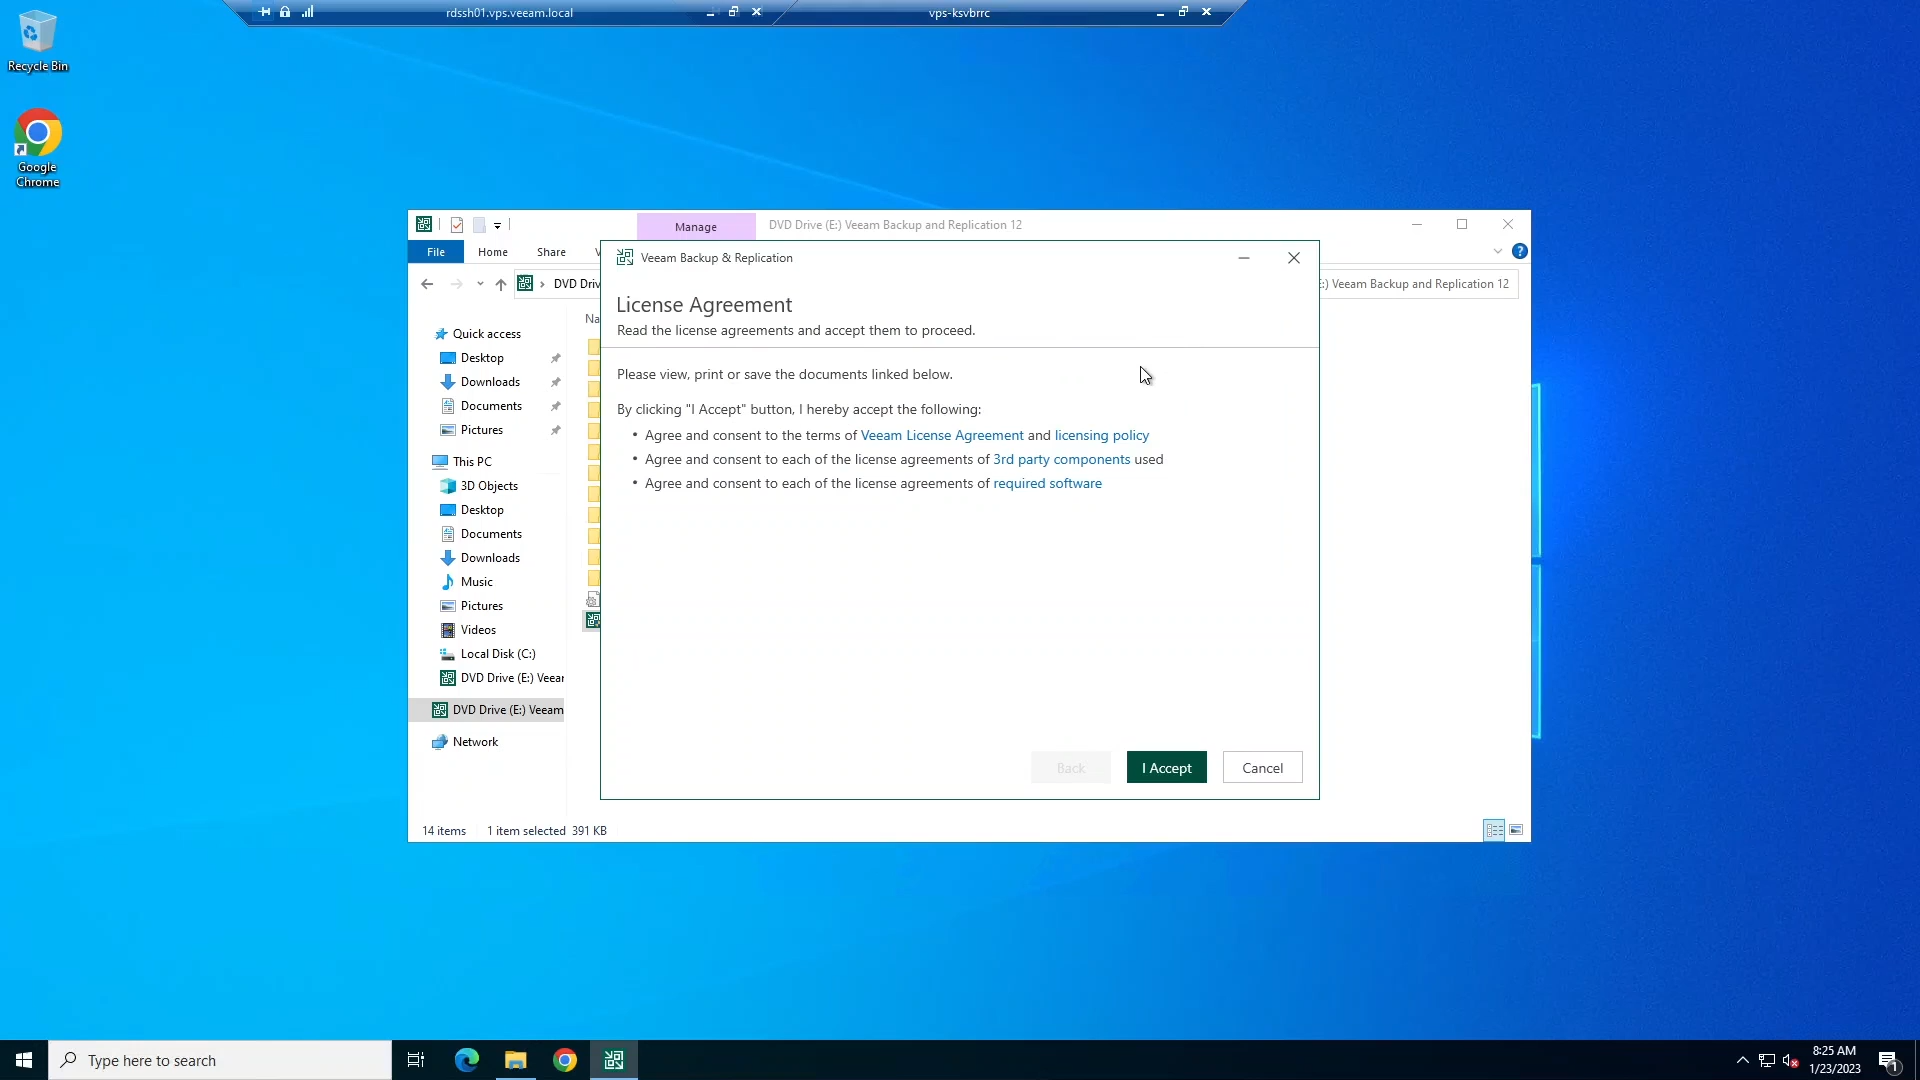 rdssh01.vps.veeam.local
vps-ksvbrrc
Recycle Bin
Google
Chrome
Manage
DVD Drive (E:) Veeam Backup and Replication 12
File
Home
Share
Veeam Backup & Replication
DVD Driv
:) Veeam Backup and Replication 12
License Agreement
Read the license agreements and accept them to proceed.
Na
Quick access
Desktop
Downloads
Documents
Pictures
This PC
3D Objects
Desktop
Documents
Downloads
Music
Pictures
Videos
Local Disk (C:)
DVD Drive (E:) Veear
DVD Drive (E:) Veeam
Network
Please view, print or save the documents linked below.
By clicking "I Accept" button, I hereby accept the following:
• Agree and consent to the terms of Veeam License Agreement and licensing policy
• Agree and consent to each of the license agreements of 3rd party components used
• Agree and consent to each of the license agreements of required software
Back
I Accept
Cancel
14 items
1 item selected 391 KB
Type here to search
8:25 AM
1/23/2023
1